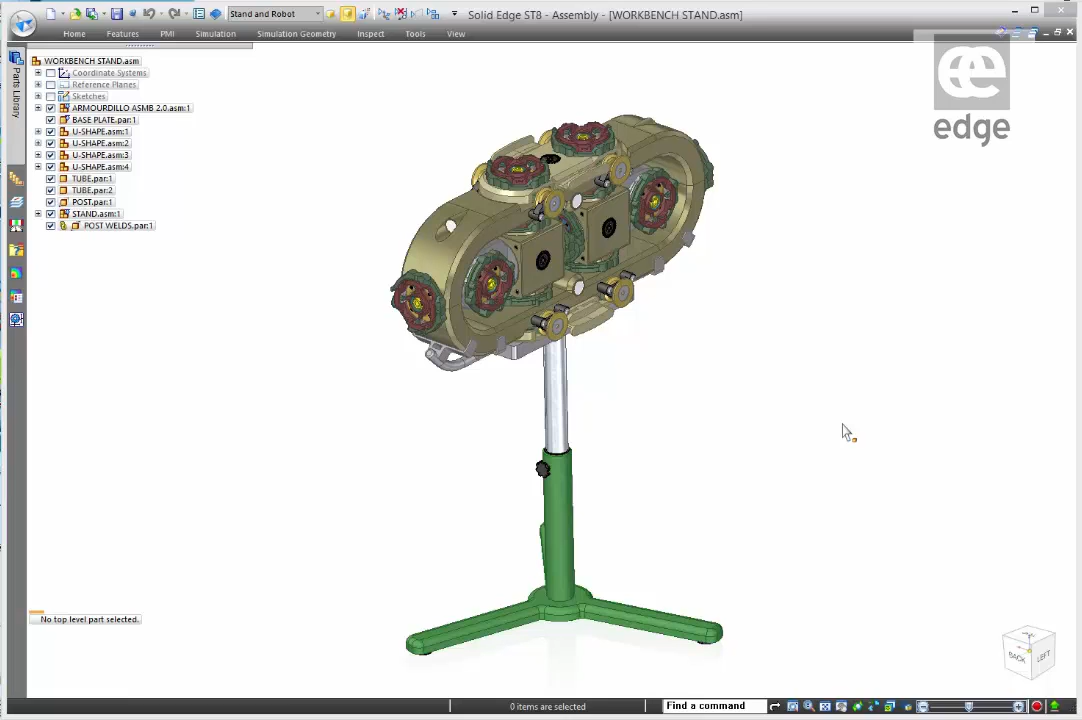 Stand and Robot
Solid Edge ST8 - Assembly - [WORKBENCH STAND.asm]
Home Features PMI Simulation Simulation Geometry Inspect Tools View
Parts Library
WORKBENCH STAND.asm
Coordinate Systems
Reference Planes
Sketches
ARMOURDILLO ASMB 2.0.asm:1
BASE PLATE.par:1
U-SHAPE.asm:1
U-SHAPE.asm:2
U-SHAPE.asm:3
U-SHAPE.asm:4
TUBE.par:1
TUBE.par:2
POST.par:1
STAND.asm:1
POST WELDS.par:1
edge
No top level part selected.
BACK
LEFT
0 items are selected
Find a command